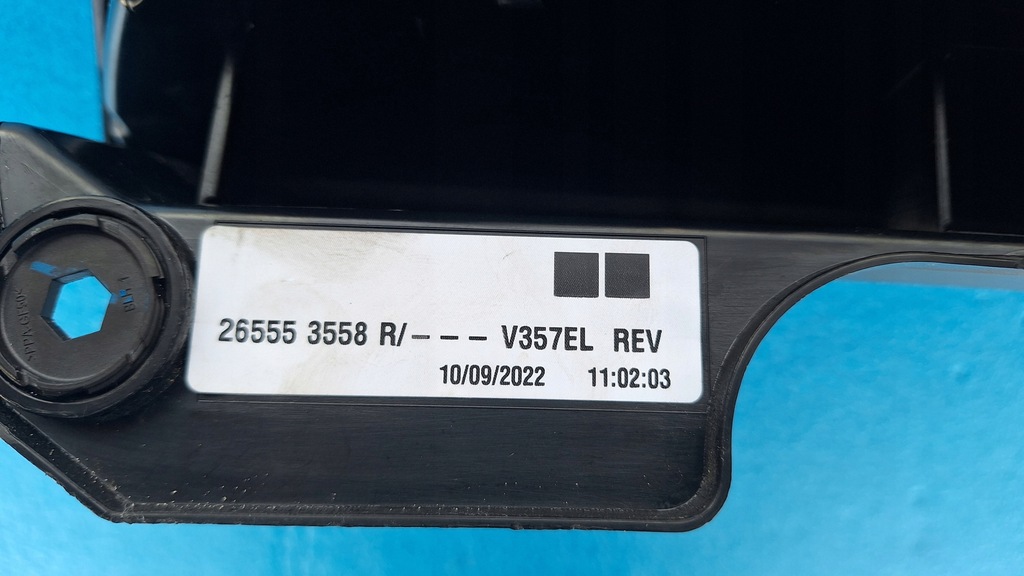 26555 3558 R/--- V357EL REV
10/09/2022 11:02:03